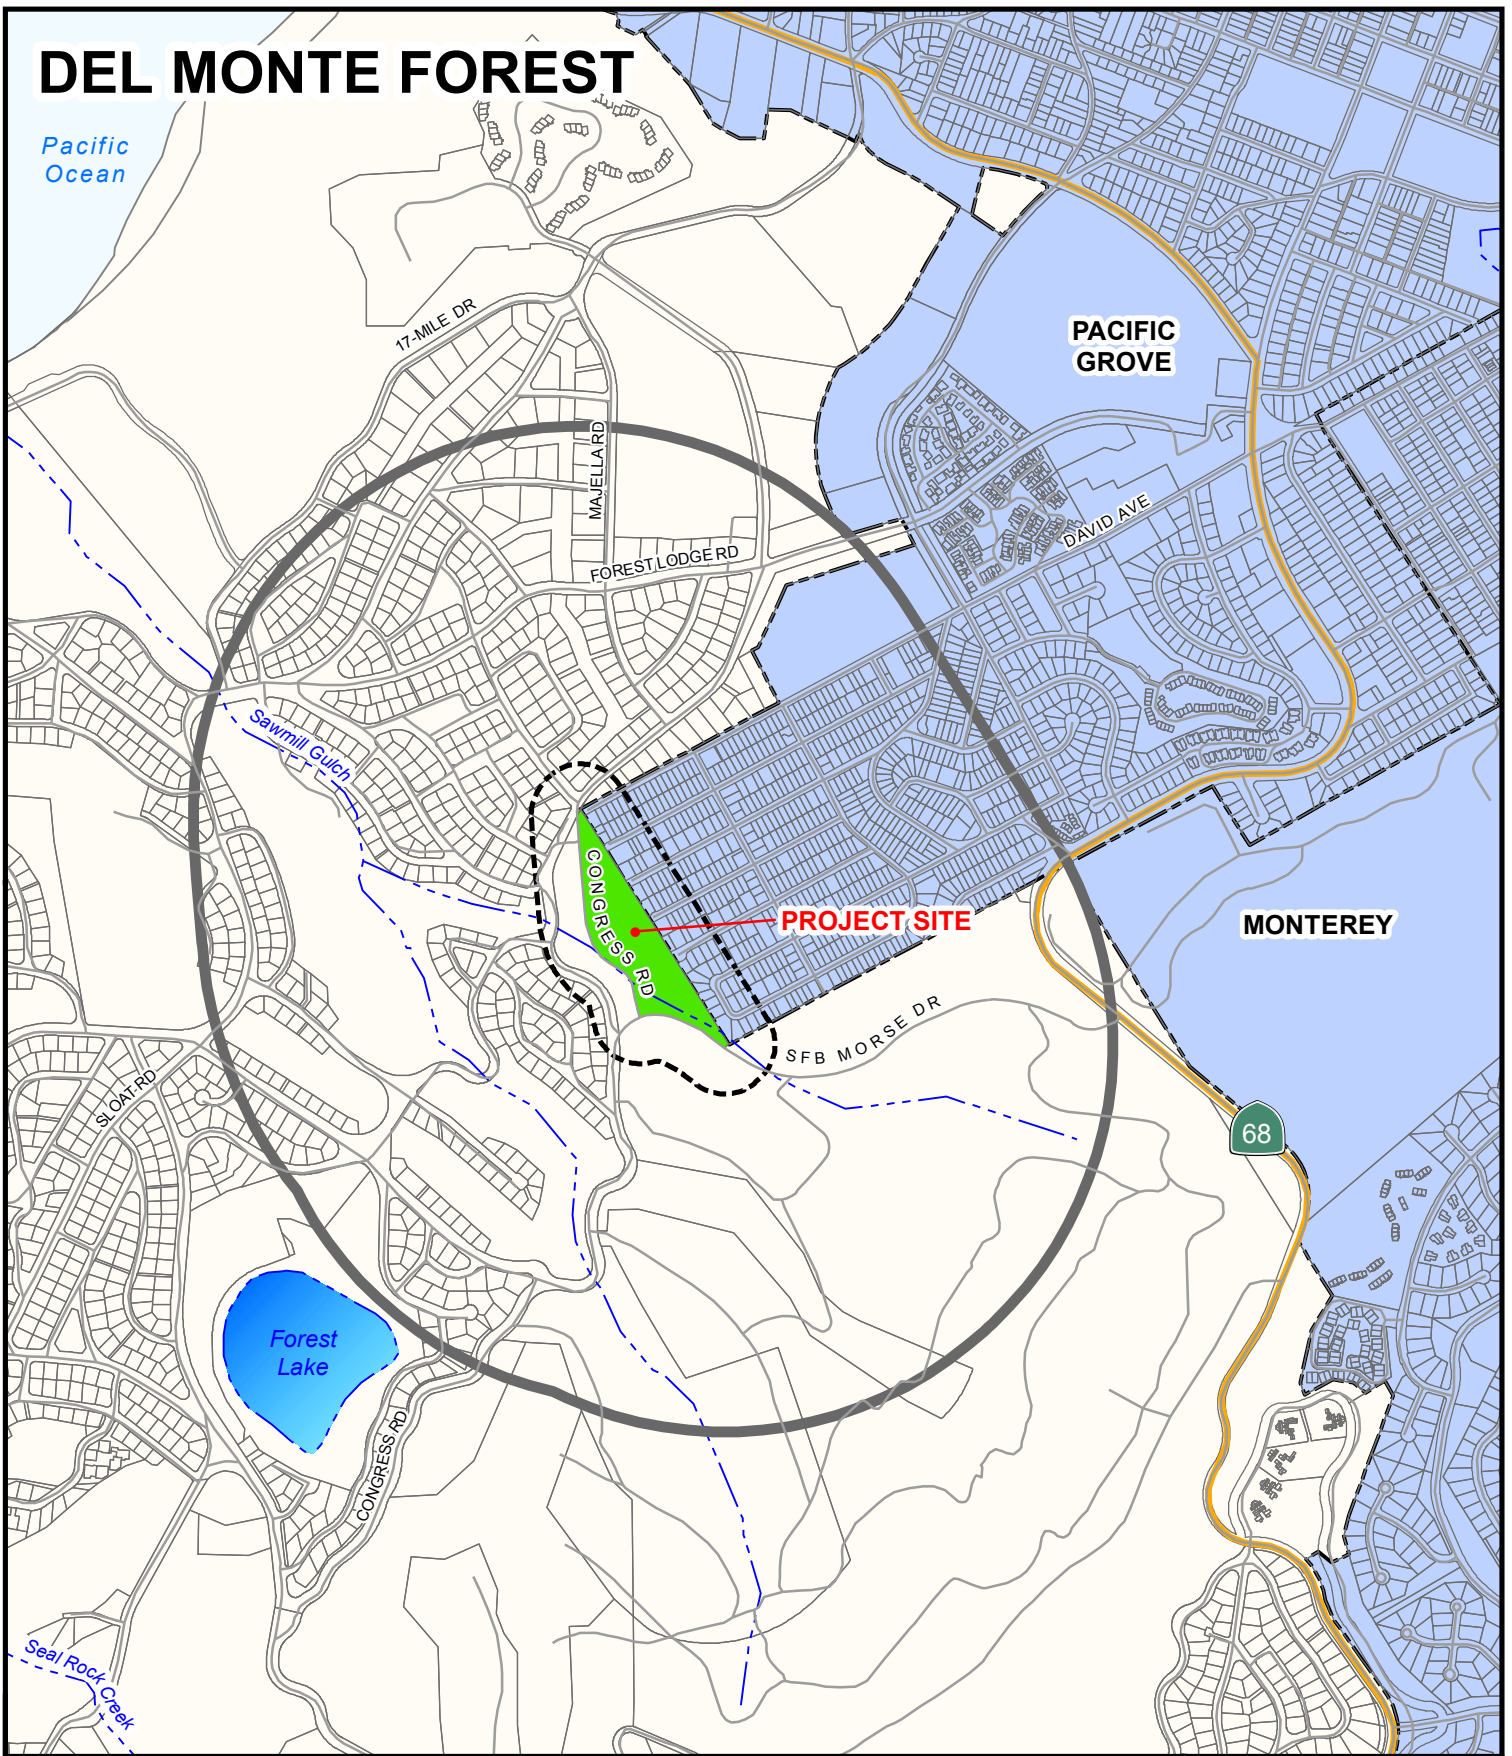 DEL MONTE FOREST
Pacific
Ocean
17-MILE DR
PACIFIC
GROVE
MAJELLA RD
DAVID AVE
FOREST LODGE RD
Sawmill Gulch
CONGRESS RD
PROJECT SITE
MONTEREY
SFB MORSE DR
SLOAT RD
68
Forest
Lake
CONGRESS RD
Seal Rock Creek